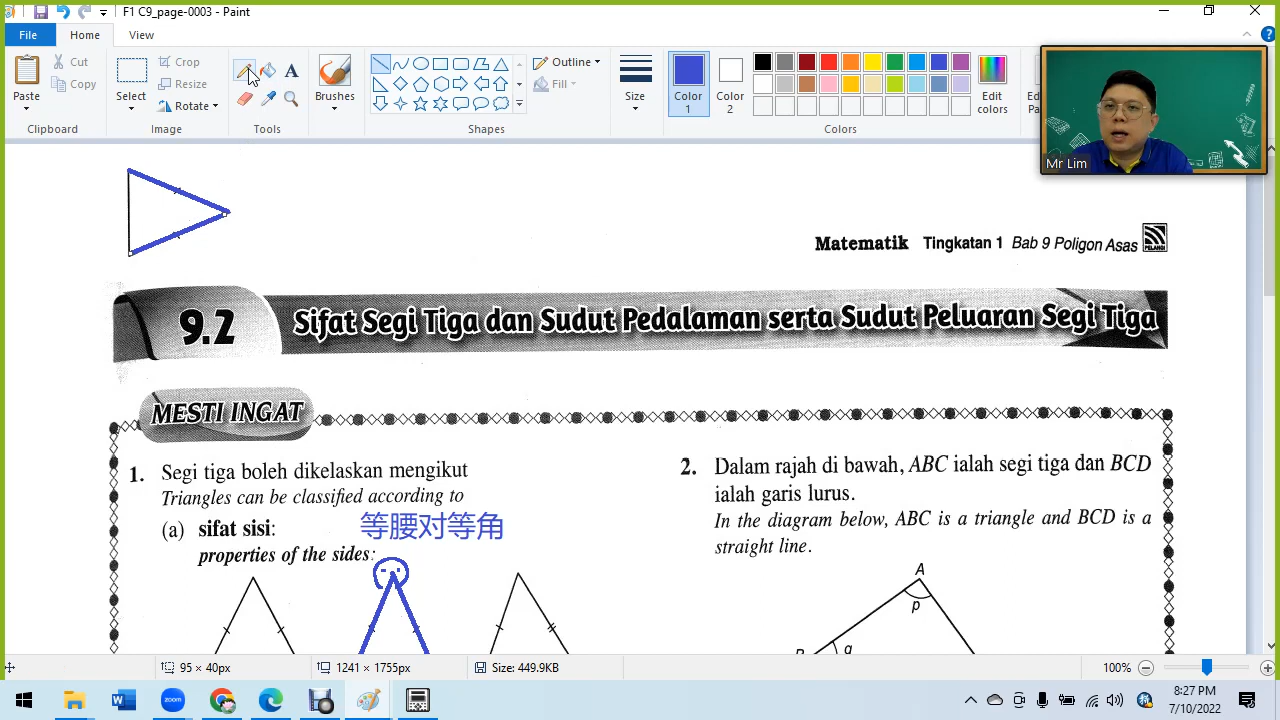 F1 C9_page-0003 - Paint
File
Home
View
Paste
Cut
Copy
Clipboard
Select
Crop
Resize
Rotate
Image
A
Tools
Brushes
Outline
Fill
Shapes
Size
Color
1
Color
2
Edit
colors
Colors
Ed
Pa
Mr Lim
Matematik Tingkatan 1 Bab 9 Poligon Asas
PELANGI
9.2 Sifat Segi Tiga dan Sudut Pedalaman serta Sudut Peluaran Segi Tiga
MESTI INGAT
1. Segi tiga boleh dikelaskan mengikut
Triangles can be classified according to
(a) sifat sisi:
等腰对等角
properties of the sides:
2. Dalam rajah di bawah, ABC ialah segi tiga dan BCD
ialah garis lurus.
In the diagram below, ABC is a triangle and BCD is a
straight line.
A
p
q
95 × 40px
1241 × 1755px
Size: 449.9KB
100%
W
zoom
8:27 PM
7/10/2022